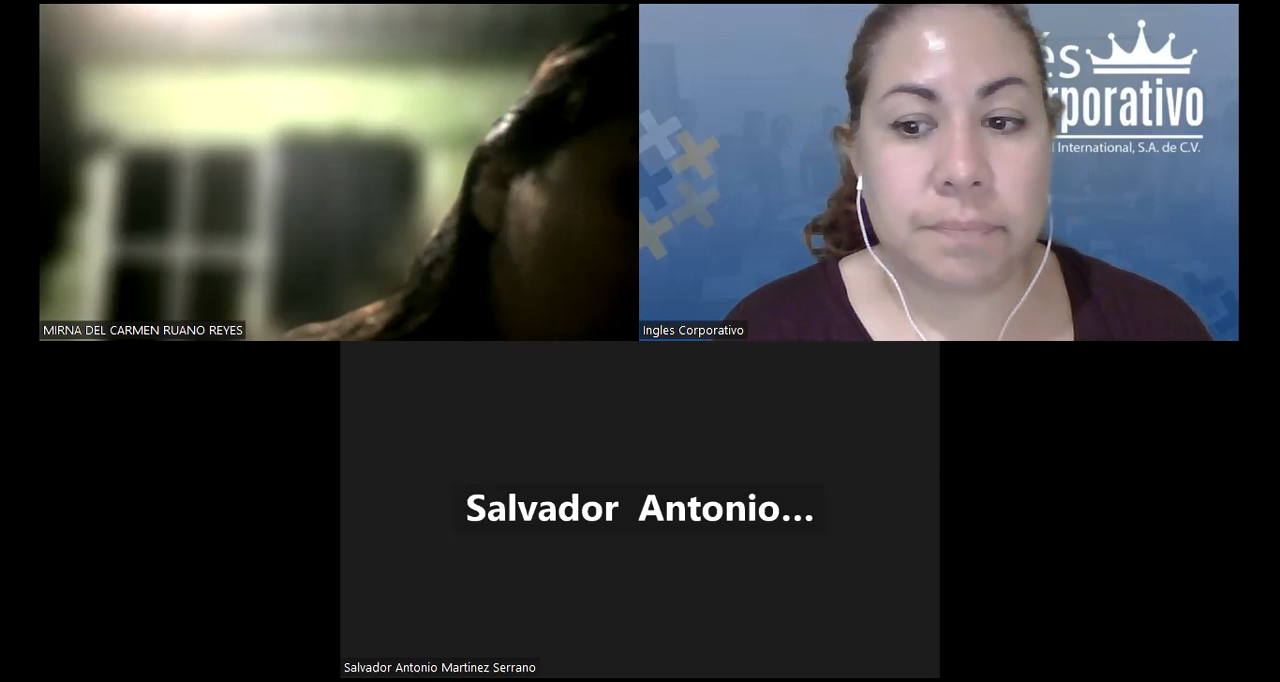 MIRNA DEL CARMEN RUANO REYES
és
rporativo
l International, S.A. de C.V.
Ingles Corporativo
Salvador Antonio...
Salvador Antonio Martinez Serrano